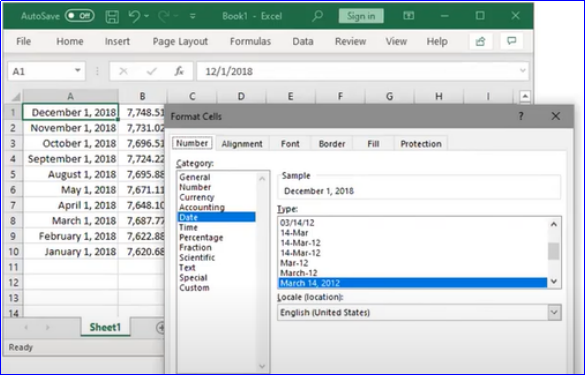 AutoSave Off Book1 - Excel Sign in
File Home Insert Page Layout Formulas Data Review View Help
A1 fx 12/1/2018
A B C D E F G H I
1 December 1, 2018 7,748.51
2 November 1, 2018 7,731.02
3 October 1, 2018 7,696.51
4 September 1, 2018 7,724.22
5 August 1, 2018 7,695.88
6 May 1, 2018 7,671.11
7 April 1, 2018 7,648.10
8 March 1, 2018 7,687.77
9 February 1, 2018 7,622.88
10 January 1, 2018 7,620.68
11
12
13
14
Sheet1
Ready
Format Cells ?
Number Alignment Font Border Fill Protection
Category:
General
Number
Currency
Accounting
Date
Time
Percentage
Fraction
Scientific
Text
Special
Custom
Sample
December 1, 2018
Type:
03/14/12
14-Mar
14-Mar-12
14-Mar-12
Mar-12
March-12
March 14, 2012
Locale (location):
English (United States)